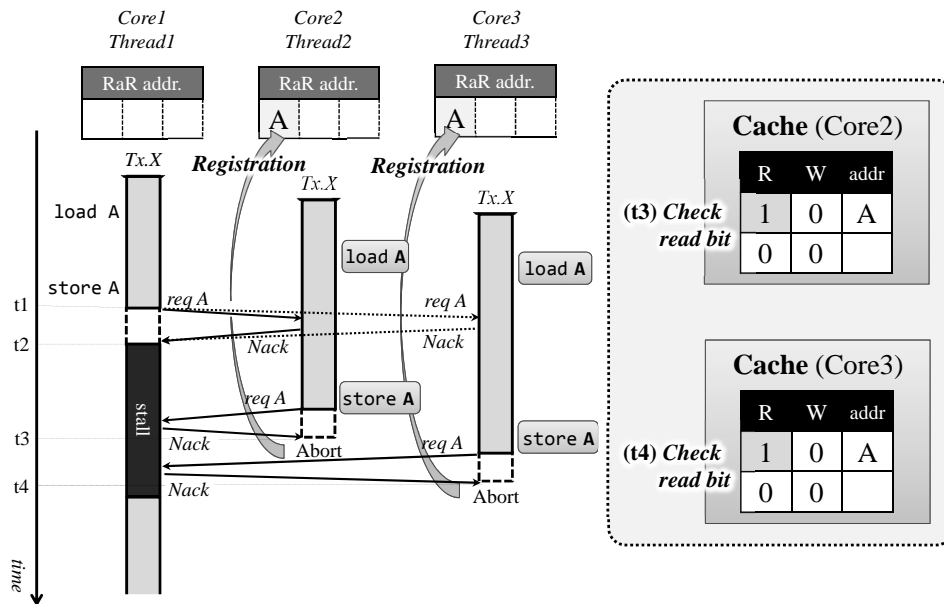 Core1
Thread1
Core2
Thread2
Core3
Thread3
RaR addr.
RaR addr.
A
RaR addr.
A
Registration
Registration
Tx.X
Tx.X
Tx.X
load A
store A
load A
load A
t1
req A
req A
Nack
Nack
t2
stall
req A
store A
Nack
t3
Abort
req A
store A
t4
Nack
Abort
time
Cache (Core2)
R W addr
(t3) Check
read bit
1 0 A
0 0
Cache (Core3)
R W addr
(t4) Check
read bit
1 0 A
0 0